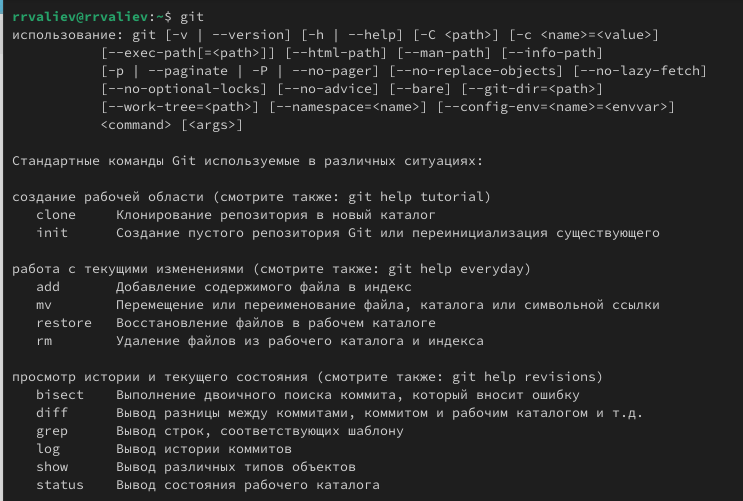 rrvaliev@rrvaliev:~$ git
использование: git [-v | --version] [-h | --help] [-C <path>] [-c <name>=<value>]
[--exec-path[=<path>]] [--html-path] [--man-path] [--info-path]
[-p | --paginate | -P | --no-pager] [--no-replace-objects] [--no-lazy-fetch]
[--no-optional-locks] [--no-advice] [--bare] [--git-dir=<path>]
[--work-tree=<path>] [--namespace=<name>] [--config-env=<name>=<envvar>]
<command> [<args>]
Стандартные команды Git используемые в различных ситуациях:
создание рабочей области (смотрите также: git help tutorial)
clone Клонирование репозитория в новый каталог
init Создание пустого репозитория Git или переинициализация существующего
работа с текущими изменениями (смотрите также: git help everyday)
add Добавление содержимого файла в индекс
mv Перемещение или переименование файла, каталога или символьной ссылки
restore Восстановление файлов в рабочем каталоге
rm Удаление файлов из рабочего каталога и индекса
просмотр истории и текущего состояния (смотрите также: git help revisions)
bisect Выполнение двоичного поиска коммита, который вносит ошибку
diff Вывод разницы между коммитами, коммитом и рабочим каталогом и т.д.
grep Вывод строк, соответствующих шаблону
log Вывод истории коммитов
show Вывод различных типов объектов
status Вывод состояния рабочего каталога